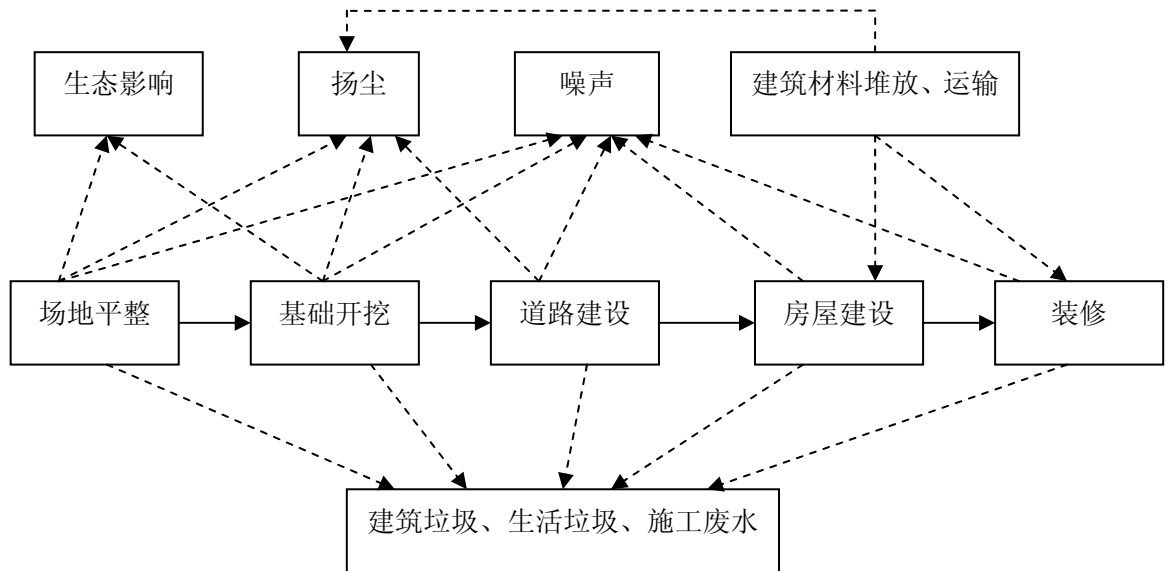 生态影响
扬尘
噪声
建筑材料堆放、运输
场地平整
基础开挖
道路建设
房屋建设
装修
建筑垃圾、生活垃圾、施工废水